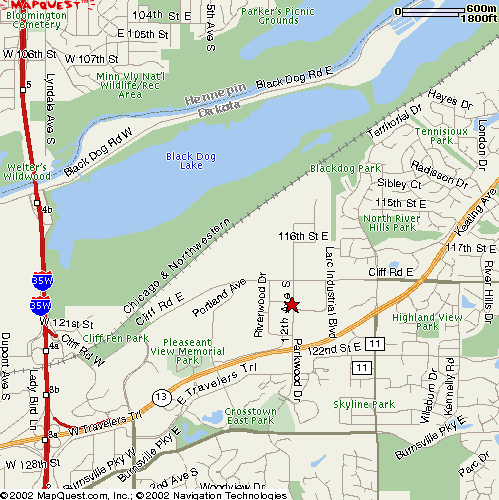 MAPQUEST
Bloomington
Cemetery
104th St E
E 105th St
5th Ave S
Parker's Picnic
Grounds
600m
1800ft
W 106th St
W 107th St
5
Lyndale Ave S
Minn Vly Nat'l
Wildlife/Rec
Area
Hennepin
Dakota
Black Dog Rd E
Hayes Dr
Territorial Dr
Tennisioux
Park
London Dr
Black Dog Rd W
Welter's
Wildwood
Black Dog
Lake
Blackdog Park
Radisson Dr
Sibley Ct
115th St E
Keating Ave
4b
North River
Hills Park
116th St E
117th St E
Chicago & Northwestern
Larc Industrial Blvd
35W
35W
Cliff Rd E
Cliff Rd E
Portland Ave
Riverwood Dr
12th Ave S
River Hills Dr
W 121st St
Cliff Fen Park
Highland View
Park
4a
Cliff Rd W
Pleaseant
View Memorial
Park
122nd St E
11
Dupont Ave S
Lady Bird Ln
3b
E Travelers Trl
13
Parkwood Dr
11
Kennelly Rd
Crosstown
East Park
Skyline Park
W Travelers Trl
3a
Burnsville Pky E
Burnsville Pky E
Burnsville Pky W
W 128th St
2nd Ave S
Woodview Dr
©2002 MapQuest.com, Inc.; ©2002 Navigation Technologies